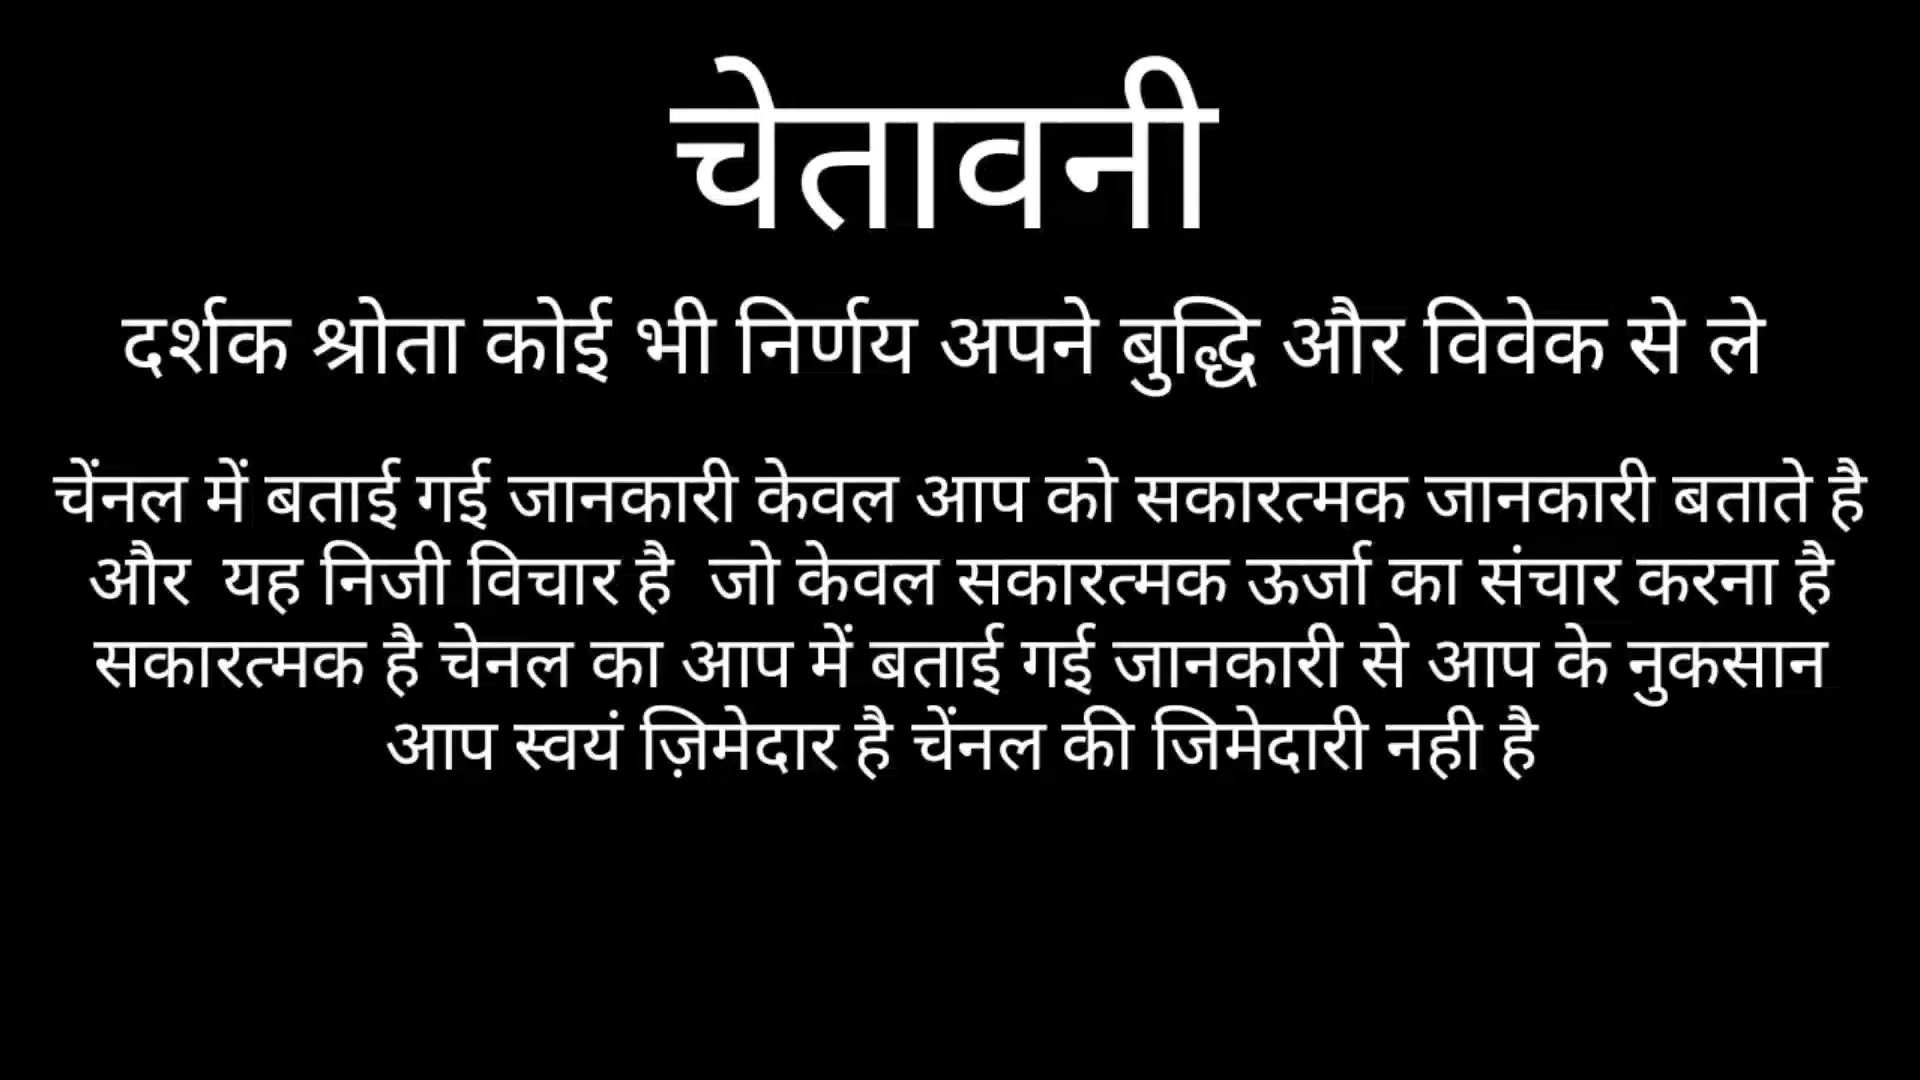 चेतावनी
दर्शक श्रोता कोई भी निर्णय अपने बुद्धि और विवेक से ले
चेंनल में बताई गई जानकारी केवल आप को सकारत्मक जानकारी बताते है
और यह निजी विचार है जो केवल सकारत्मक ऊर्जा का संचार करना है
सकारत्मक है चेनल का आप में बताई गई जानकारी से आप के नुकसान
आप स्वयं ज़िमेदार है चेंनल की जिमेदारी नही है